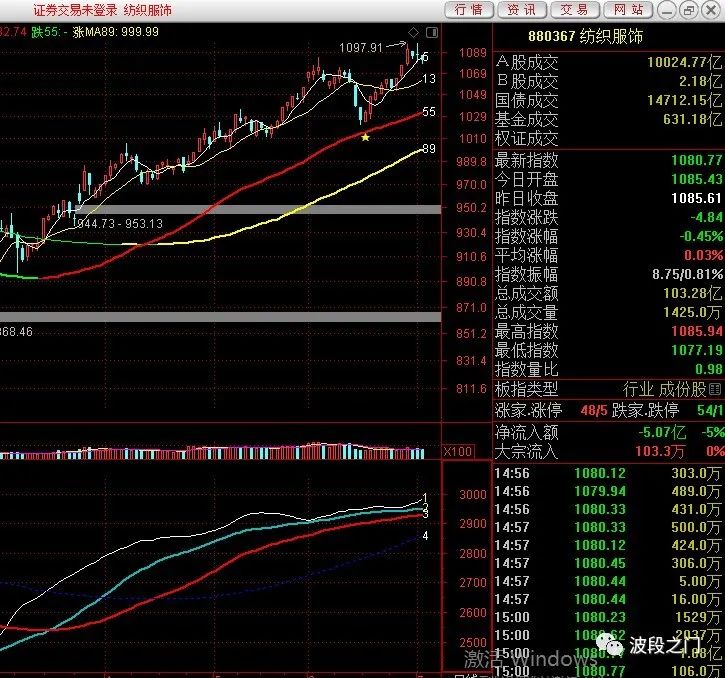 证券交易未登录 纺织服饰
行情 资讯 交易 网站
32.74 跌55: - 涨MA89: 999.99
880367 纺织服饰
1097.91
6
13
55
89
944.73 - 953.13
868.46
1089
1069
1049
1029
1010
989.8
970.0
950.2
930.4
910.6
890.8
871.0
851.2
831.4
811.6
X100
1
2
3
4
3000
2900
2800
2700
2600
2500
A股成交 10024.77亿
B股成交 2.18亿
国债成交 14712.15亿
基金成交 631.18亿
权证成交
最新指数 1080.77
今日开盘 1085.43
昨日收盘 1085.61
指数涨跌 -4.84
指数涨幅 -0.45%
平均涨幅 0.03%
指数振幅 8.75/0.81%
总成交额 103.28亿
总成交量 1425.0万
最高指数 1085.94
最低指数 1077.19
指数量比 0.98
板指类型 行业 成份股
涨家.涨停 48/5 跌家.跌停 54/1
净流入额 -5.07亿 -5%
大宗流入 103.3万 0%
14:56 1080.12 303.0万
14:56 1079.94 489.0万
14:56 1080.33 431.0万
14:57 1080.33 500.0万
14:57 1080.12 424.0万
14:57 1080.45 306.0万
14:57 1080.44 5.00万
14:57 1080.44 16.00万
15:00 1080.23 1529万
15:00 1080.62 2037万
15:00
15:00 1080.77 106.0万
波段之门
激活 Windows